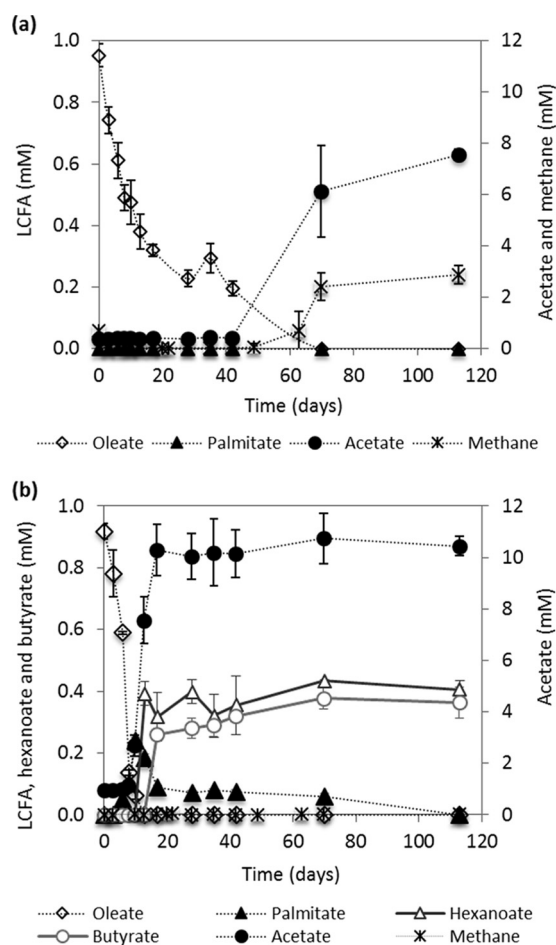 (a)
LCFA (mM)
1.0
0.8
0.6
0.4
0.2
0.0
0 20 40 60 80 100 120
Time (days)
12
10
8
6
4
2
0
Acetate and methane (mM)
Oleate Palmitate Acetate Methane
(b)
LCFA, hexanoate and butyrate (mM)
1.0
0.8
0.6
0.4
0.2
0.0
0 20 40 60 80 100 120
Time (days)
12
10
8
6
4
2
0
Acetate (mM)
Oleate Palmitate Hexanoate
Butyrate Acetate Methane